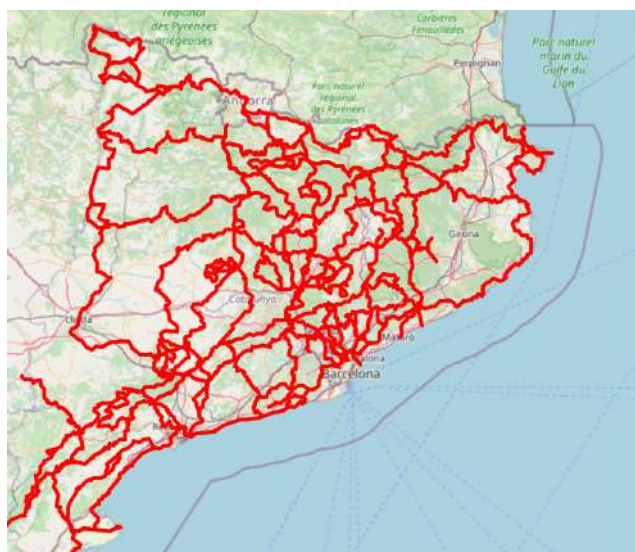 régional
des Pyrénées
ariégeoises
Corbières
Fenouillèdes
Perpignan
Parc naturel
marin du
Golfe du
Lion
Andorra
Parc naturel
régional
des Pyrénées
catalanes
Girona
Catalunya
Lleida
Mataró
Barcelona